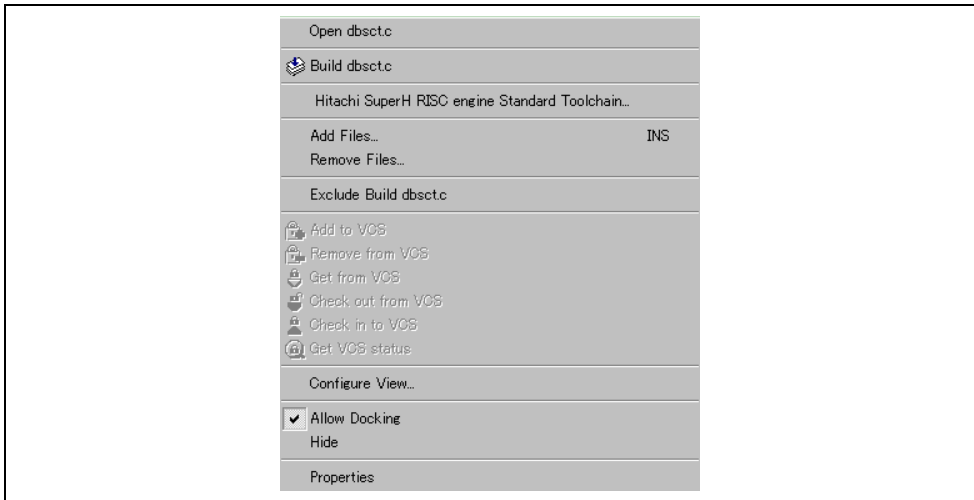 Open dbsct.c
Build dbsct.c
Hitachi SuperH RISC engine Standard Toolchain...
Add Files... INS
Remove Files...
Exclude Build dbsct.c
Add to VCS
Remove from VCS
Get from VCS
Check out from VCS
Check in to VCS
Get VCS status
Configure View...
Allow Docking
Hide
Properties